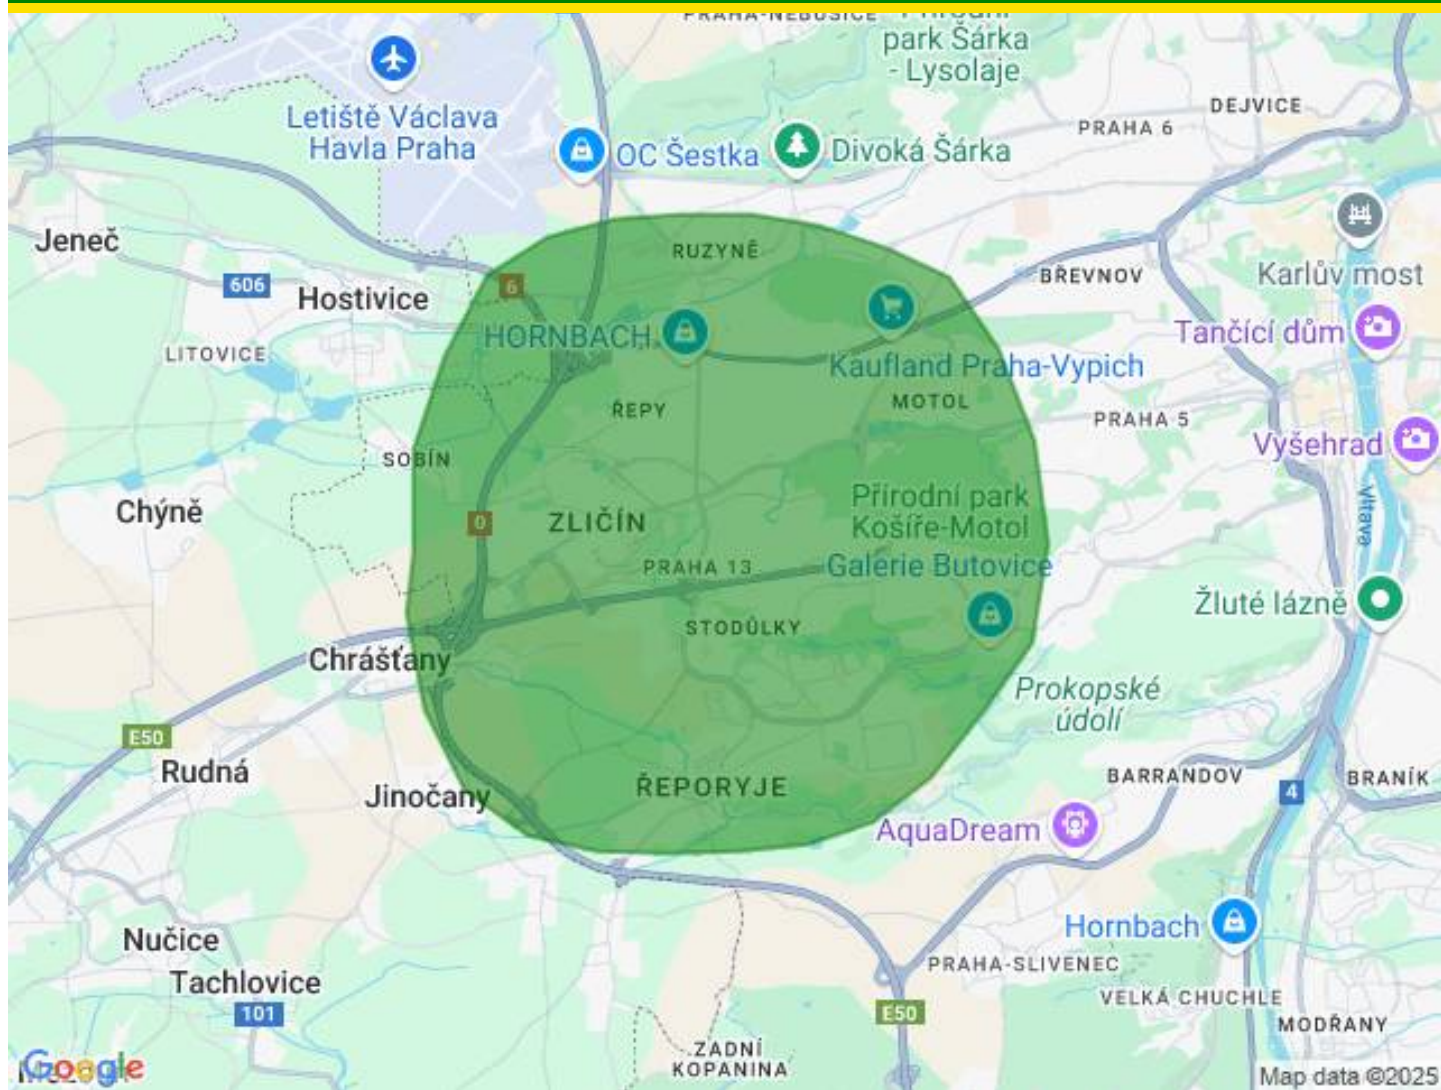 PRAHA-NEBUŠICE
Přírodní
park Šárka
- Lysolaje
DEJVICE
PRAHA 6
Letiště Václava
Havla Praha
OC Šestka
Divoká Šárka
Jeneč
RUZYNĚ
606
6
Hostivice
BŘEVNOV
Karlův most
HORNBACH
Tančící dům
LITOVICE
Kaufland Praha-Vypich
ŘEPY
MOTOL
PRAHA 5
Vyšehrad
SOBÍN
Chýně
0
ZLIČÍN
Přírodní park
Košíře-Motol
Vltava
PRAHA 13
Galerie Butovice
Žluté lázně
STODŮLKY
Chrášťany
Prokopské
údolí
E50
Rudná
Jinočany
ŘEPORYJE
BARRANDOV
4
BRANÍK
AquaDream
Nučice
Hornbach
Tachlovice
PRAHA-SLIVENEC
101
E50
VELKÁ CHUCHLE
MODŘANY
ZADNÍ
KOPANINA
Google
Map data ©2025